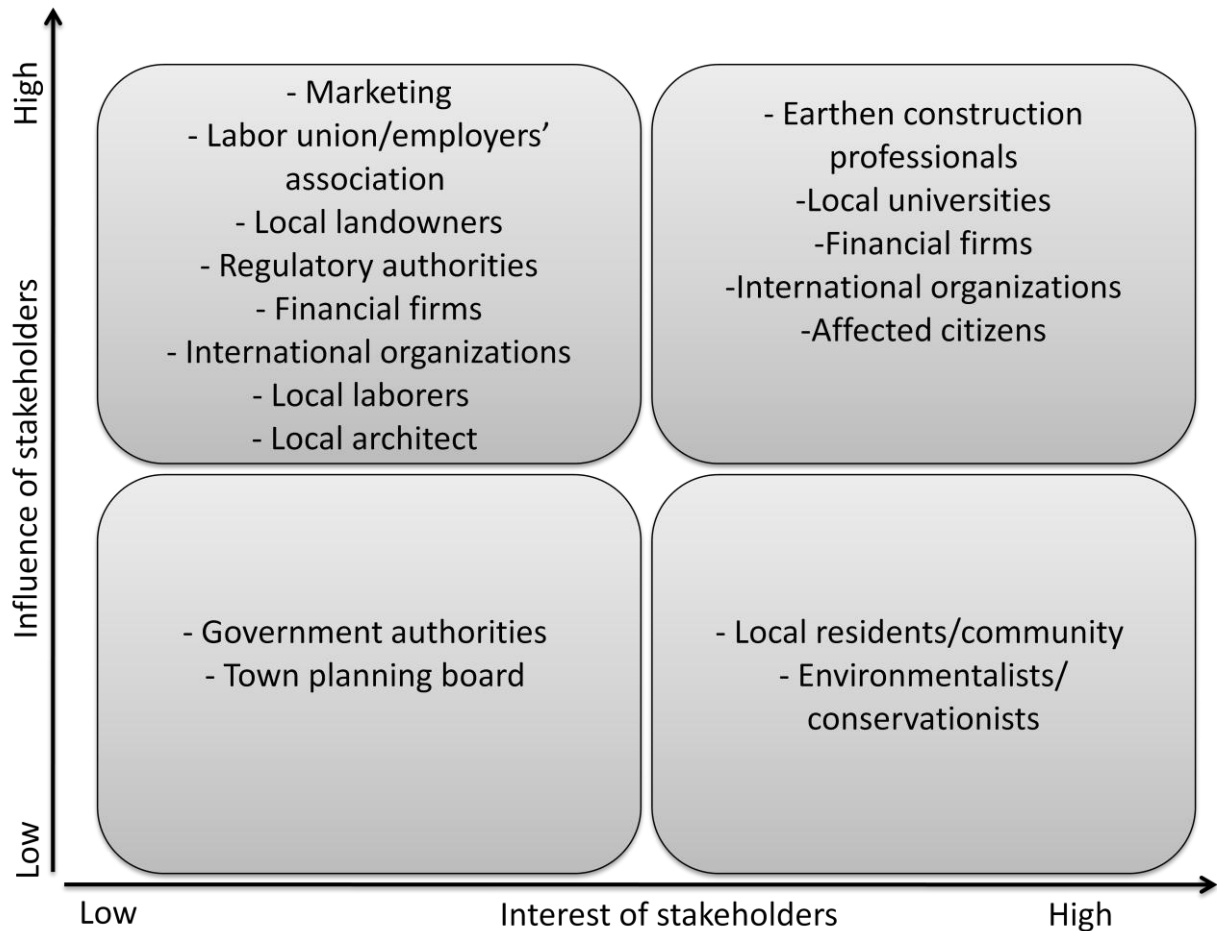 High
Influence of stakeholders
Low
- Marketing
- Labor union/employers’
association
- Local landowners
- Regulatory authorities
- Financial firms
- International organizations
- Local laborers
- Local architect
- Earthen construction
professionals
-Local universities
-Financial firms
-International organizations
-Affected citizens
- Government authorities
- Town planning board
- Local residents/community
- Environmentalists/
conservationists
Low
Interest of stakeholders
High